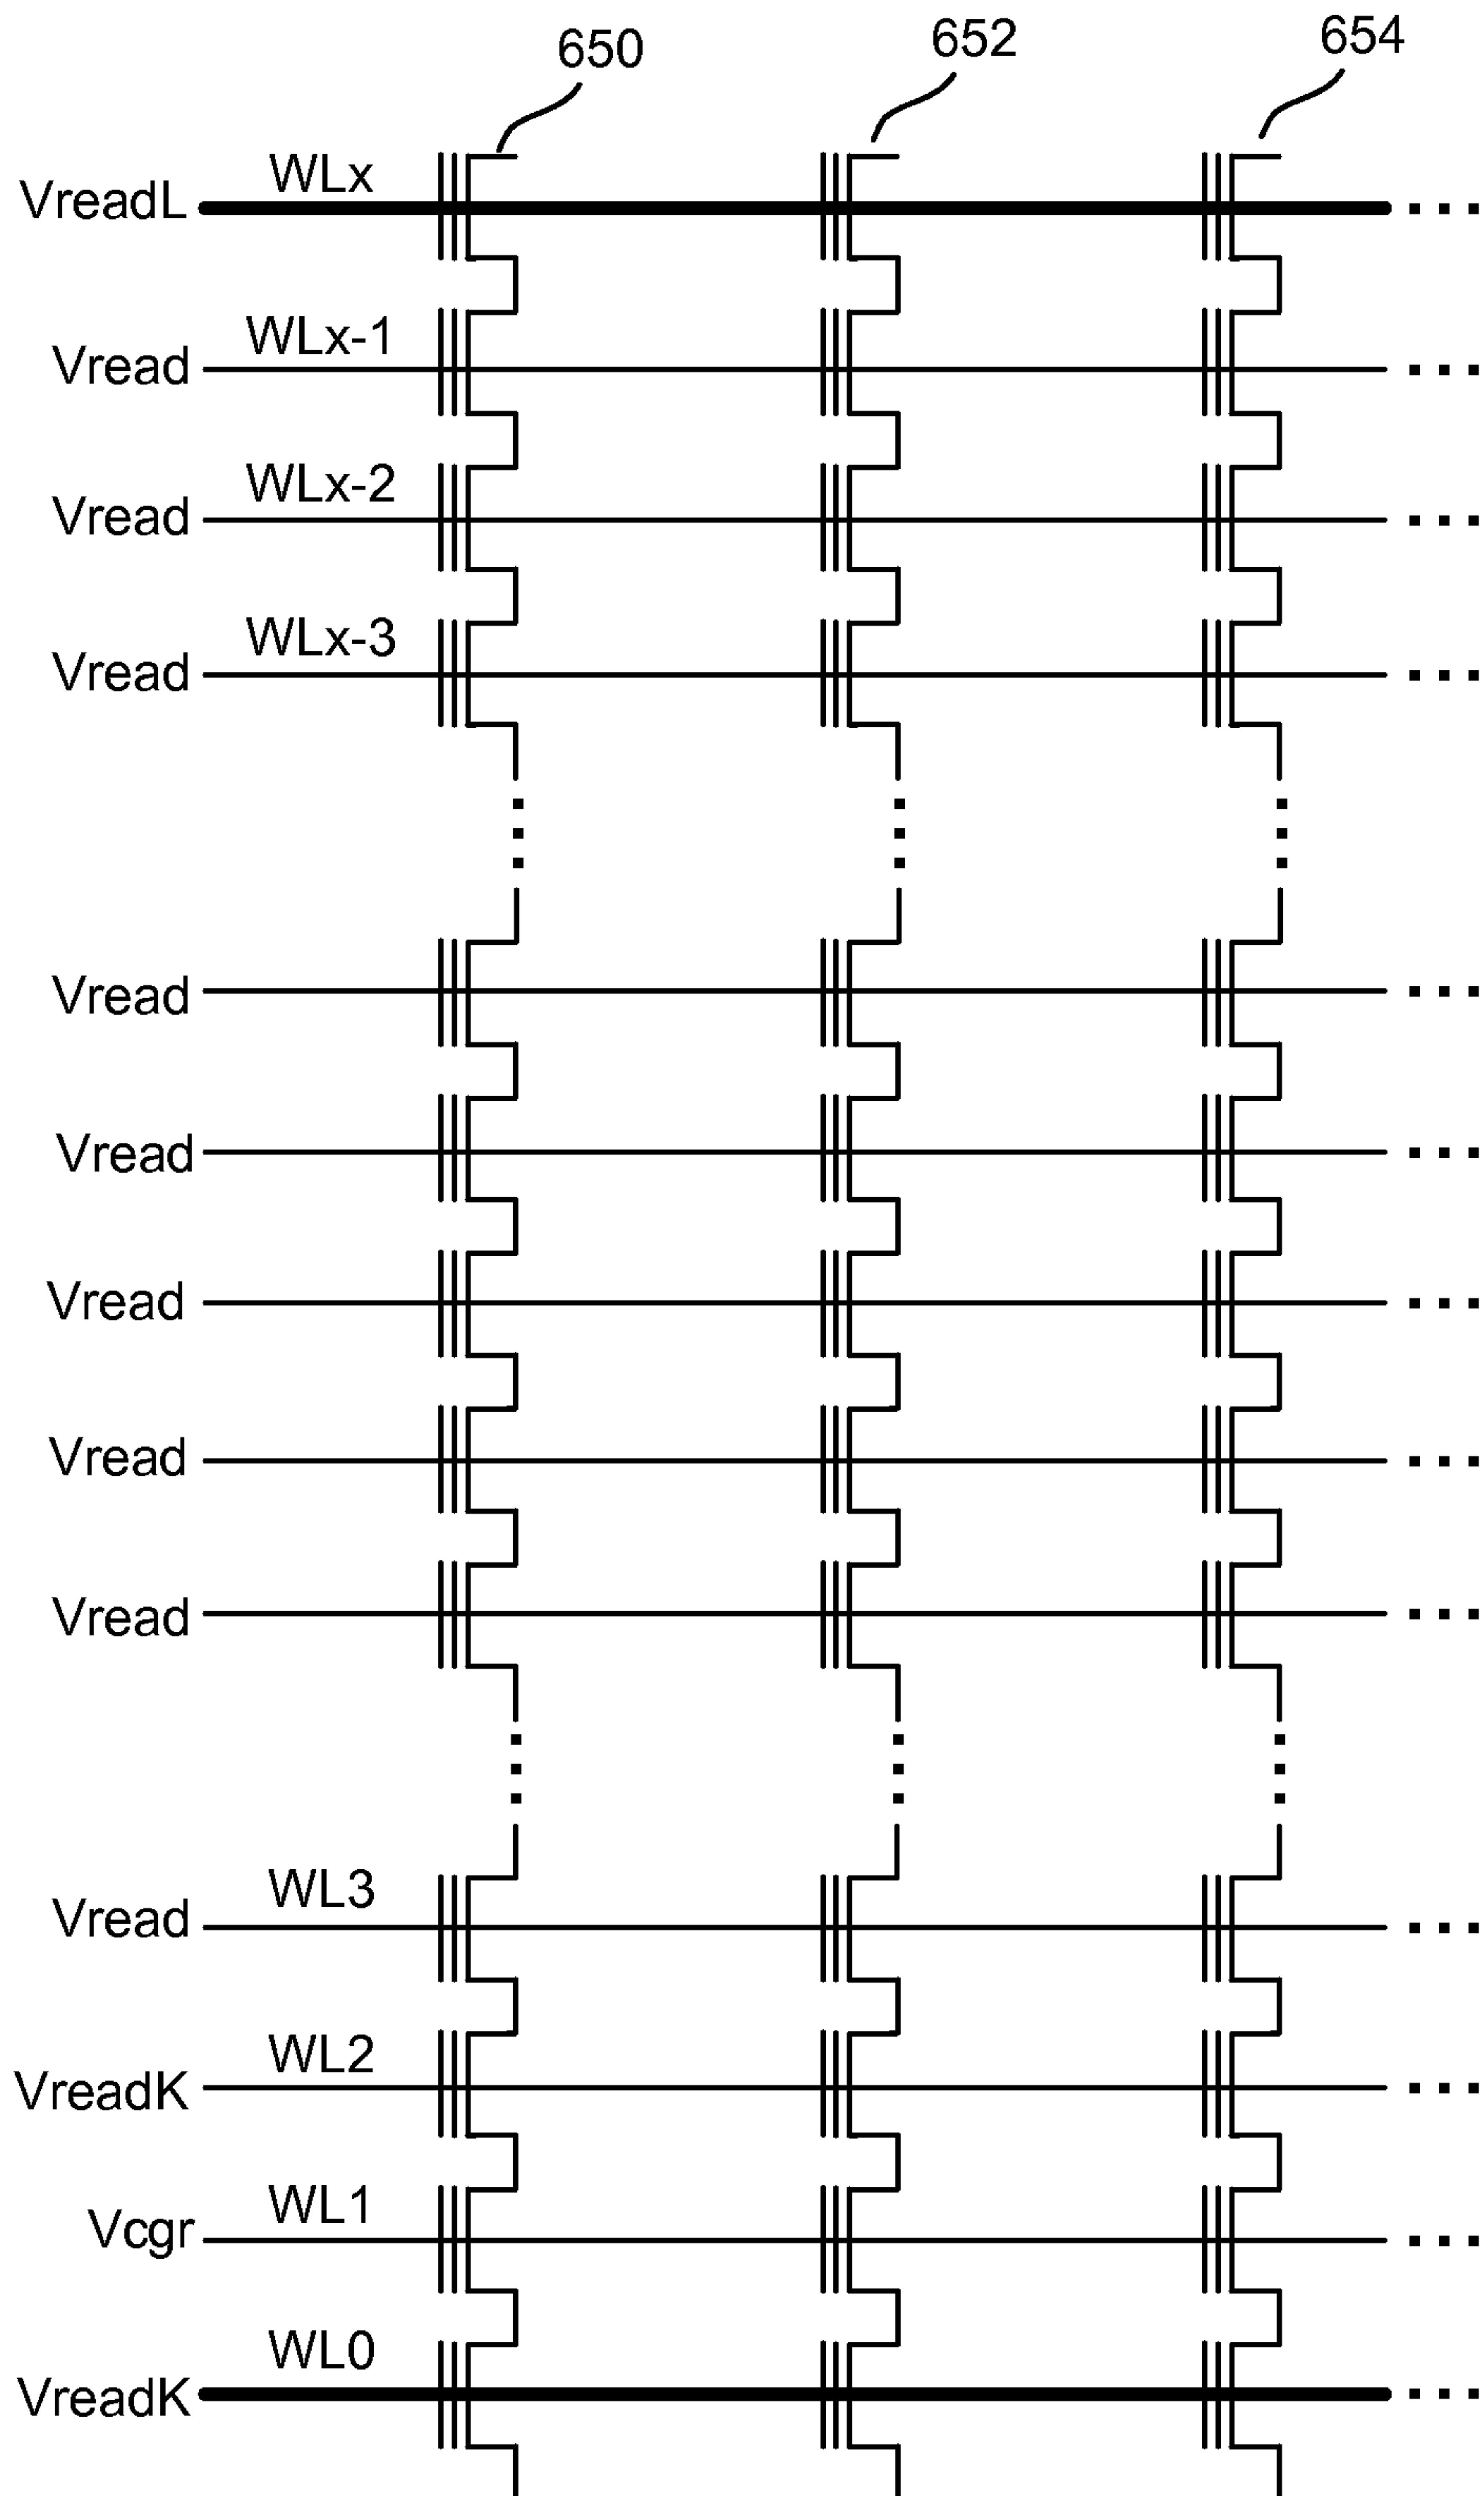 650 652 654
VreadL WLx
Vread WLx-1
Vread WLx-2
Vread WLx-3
Vread
Vread
Vread
Vread
Vread
Vread WL3
VreadK WL2
Vcgr WL1
VreadK WL0